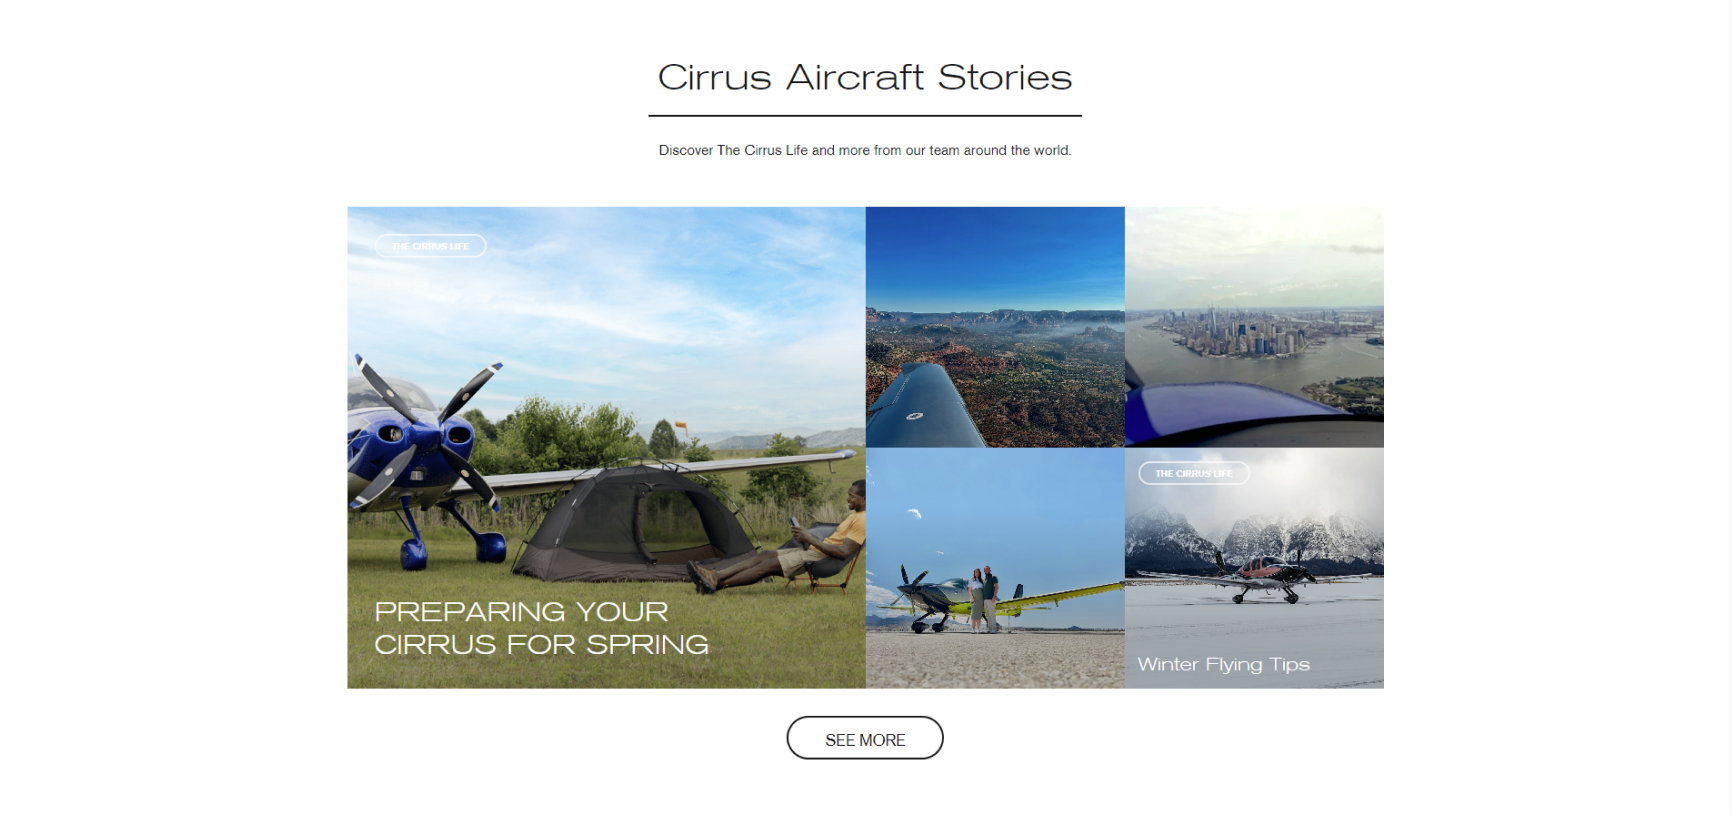 Cirrus Aircraft Stories
Discover The Cirrus Life and more from our team around the world.
THE CIRRUS LIFE
PREPARING YOUR
CIRRUS FOR SPRING
THE CIRRUS LIFE
Winter Flying Tips
SEE MORE